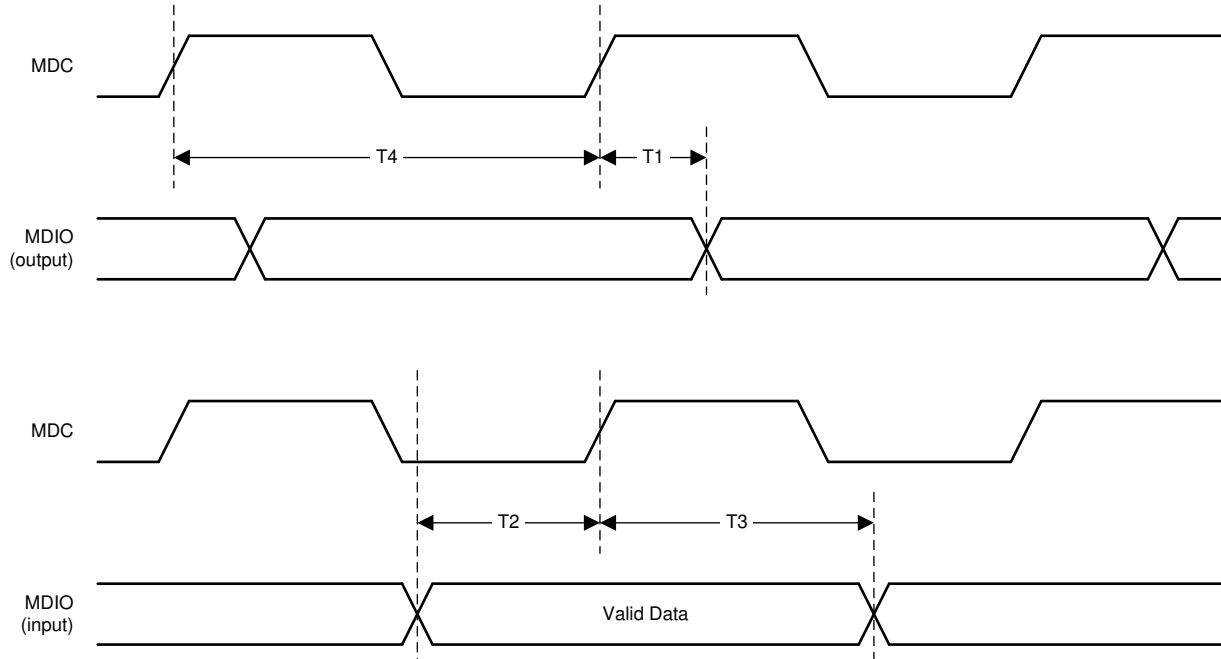 MDC
T4
T1
MDIO
(output)
MDC
T2
T3
MDIO
(input)
Valid Data